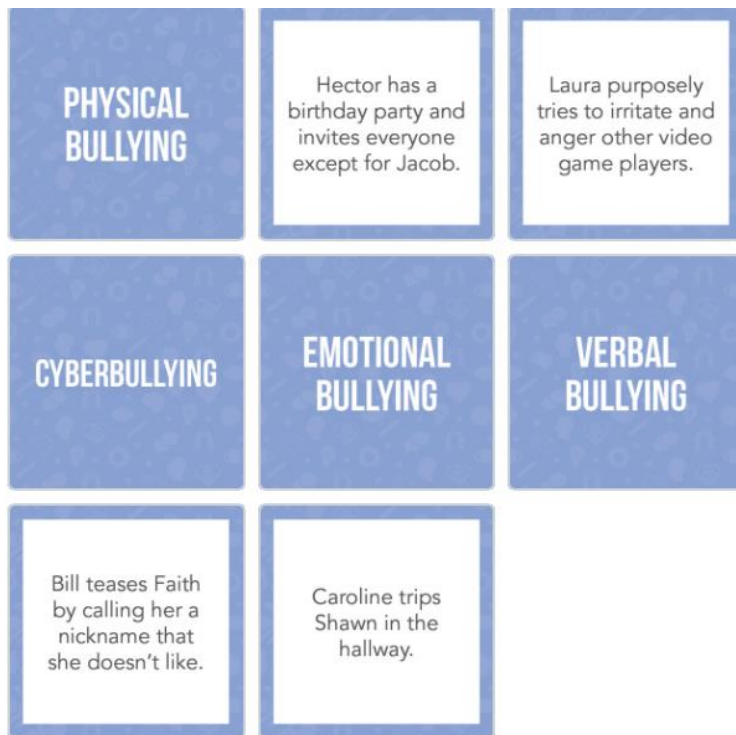 PHYSICAL
BULLYING
Hector has a
birthday party and
invites everyone
except for Jacob.
Laura purposely
tries to irritate and
anger other video
game players.
CYBERBULLYING
EMOTIONAL
BULLYING
VERBAL
BULLYING
Bill teases Faith
by calling her a
nickname that
she doesn’t like.
Caroline trips
Shawn in the
hallway.